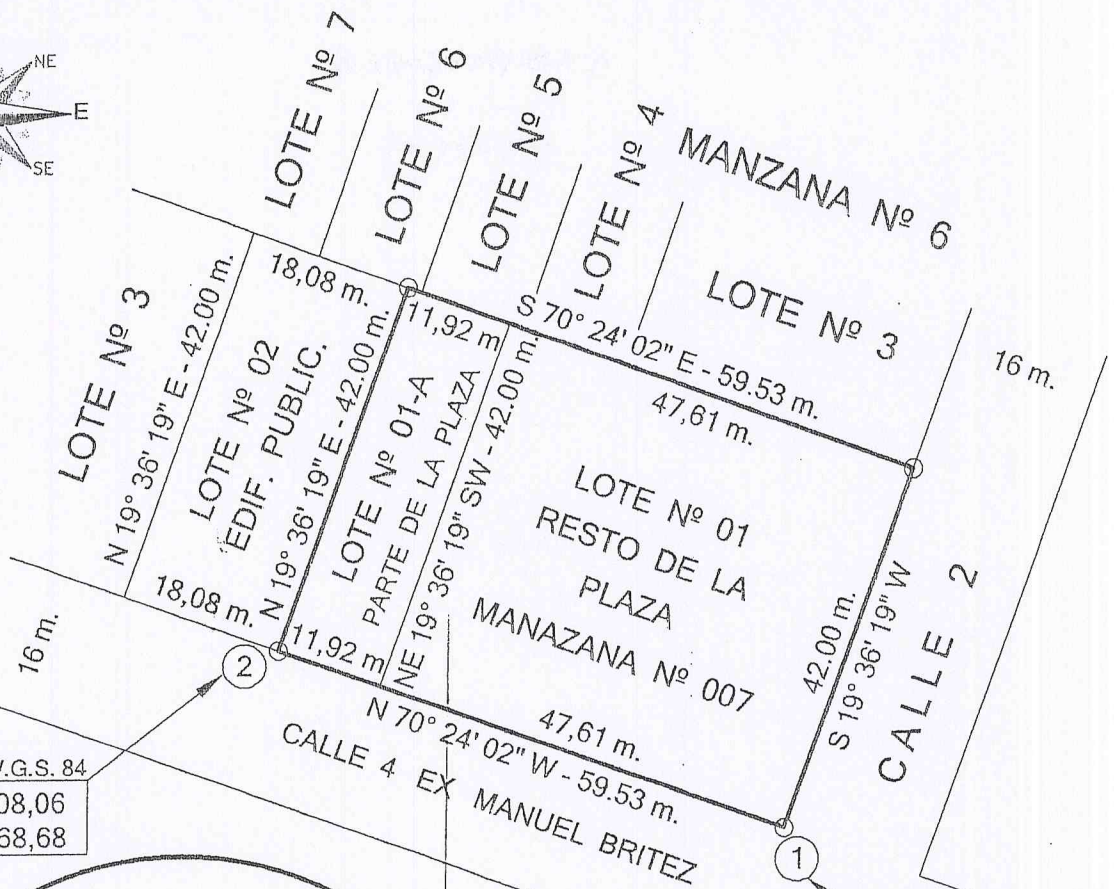 NE
E
SE
LOTE Nº 7
LOTE Nº 6
LOTE Nº 5
LOTE Nº 4
MANZANA Nº 6
LOTE Nº 3
16 m.
18,08 m.
11,92 m
S 70° 24' 02" E - 59.53 m.
47,61 m.
LOTE Nº 3
N 19° 36' 19" E - 42.00 m.
LOTE Nº 02
EDIF. PUBLIC.
N 19° 36' 19" E - 42.00 m.
LOTE Nº 01-A
PARTE DE LA PLAZA
NE 19° 36' 19" SW - 42.00 m.
LOTE Nº 01
RESTO DE LA
PLAZA
MANAZANA Nº 007
42.00 m.
S 19° 36' 19" W
CALLE 2
16 m.
18,08 m.
11,92 m
2
47,61 m.
N 70° 24' 02" W - 59.53 m.
CALLE 4 EX MANUEL BRITEZ
1
.G.S. 84
08,06
68,68